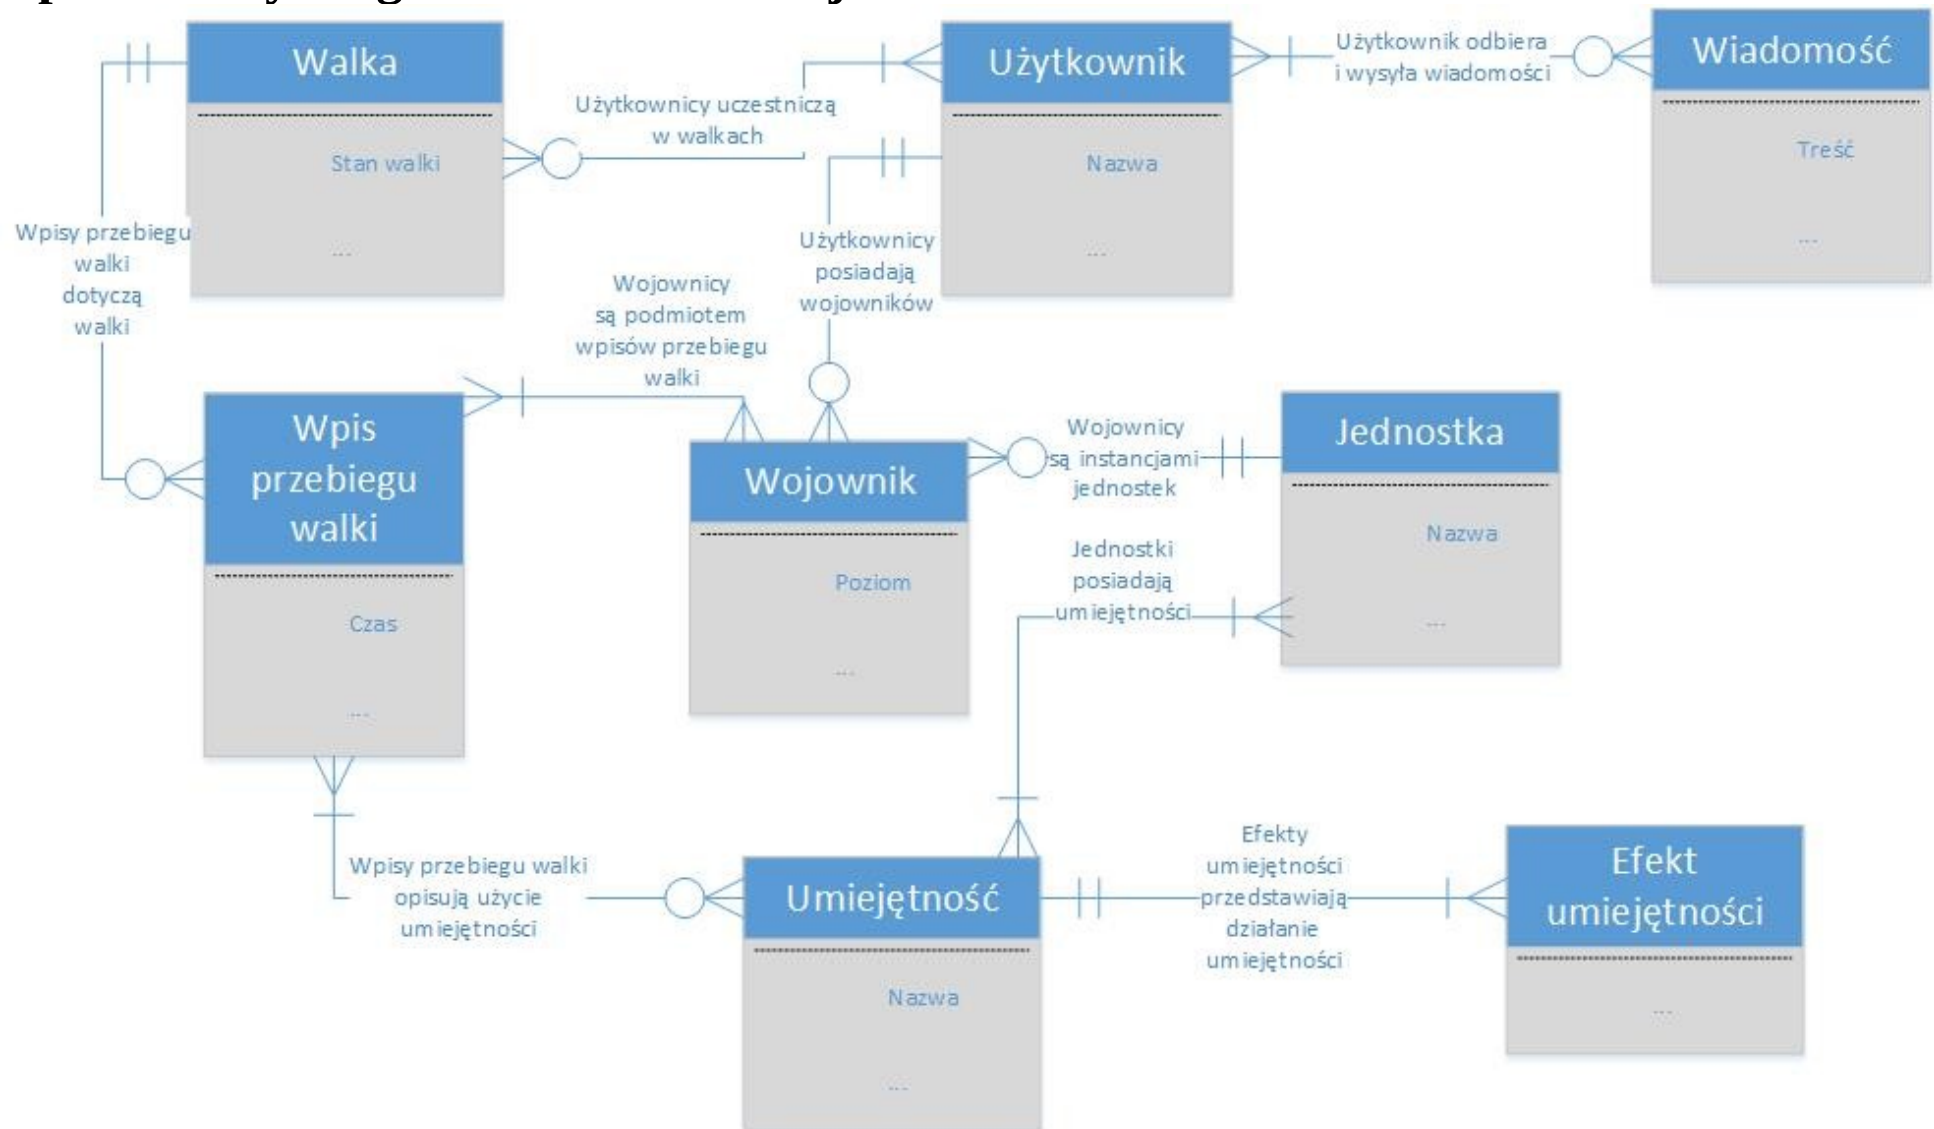 Walka
Stan walki
...
Użytkownicy uczestniczą
w walkach
Użytkownik
Nazwa
...
Użytkownik odbiera
i wysyła wiadomości
Wiadomość
Treść
...
Wpisy przebiegu
walki
dotyczą
walki
Wojownicy
są podmiotem
wpisów przebiegu
walki
Użytkownicy
posiadają
wojowników
Wpis
przebiegu
walki
Czas
...
Wojownik
Poziom
...
Wojownicy
są instancjami
jednostek
Jednostka
Nazwa
...
Jednostki
posiadają
umiejętności
Wpisy przebiegu walki
opisują użycie
umiejętności
Umiejętność
Nazwa
...
Efekty
umiejętności
przedstawiają
działanie
umiejętności
Efekt
umiejętności
...